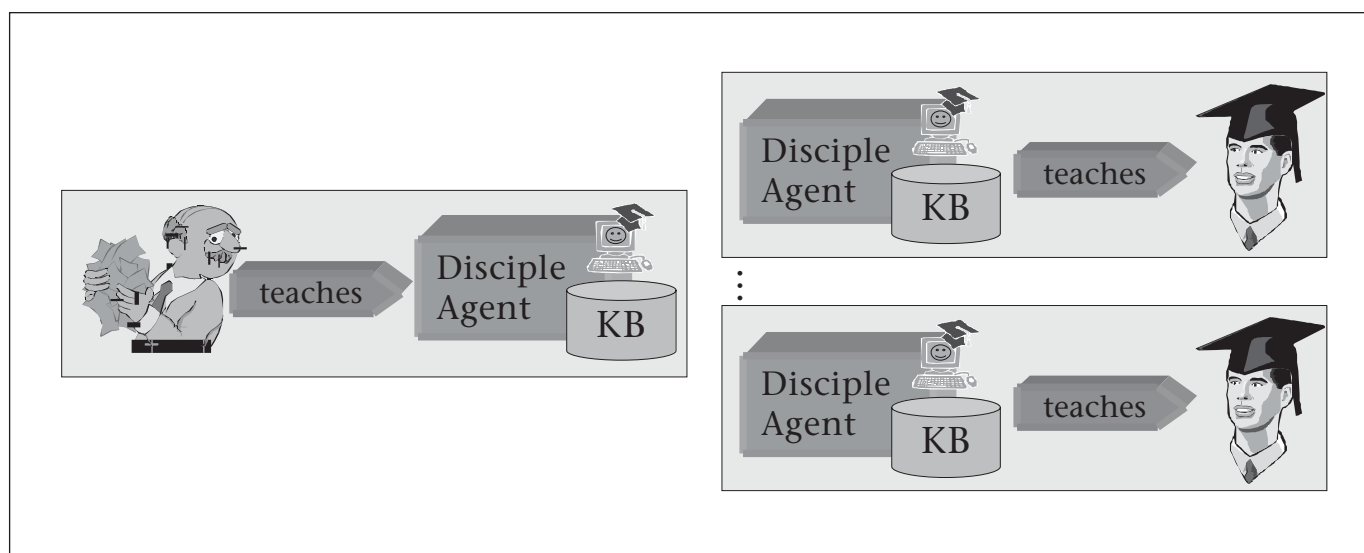 teaches
Disciple
Agent
KB
Disciple
Agent
KB
teaches
Disciple
Agent
KB
teaches